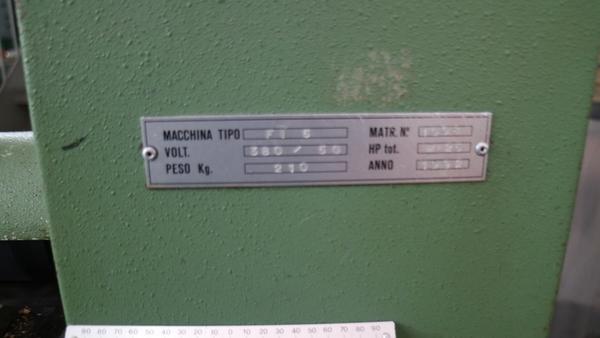 MACCHINA TIPO FT 5 MATR. N°
VOLT. 380 / 50 HP tot.
PESO Kg. 210 ANNO
80 70 60 50 40 30 20 10 0 10 20 30 40 50 60 70 80 90